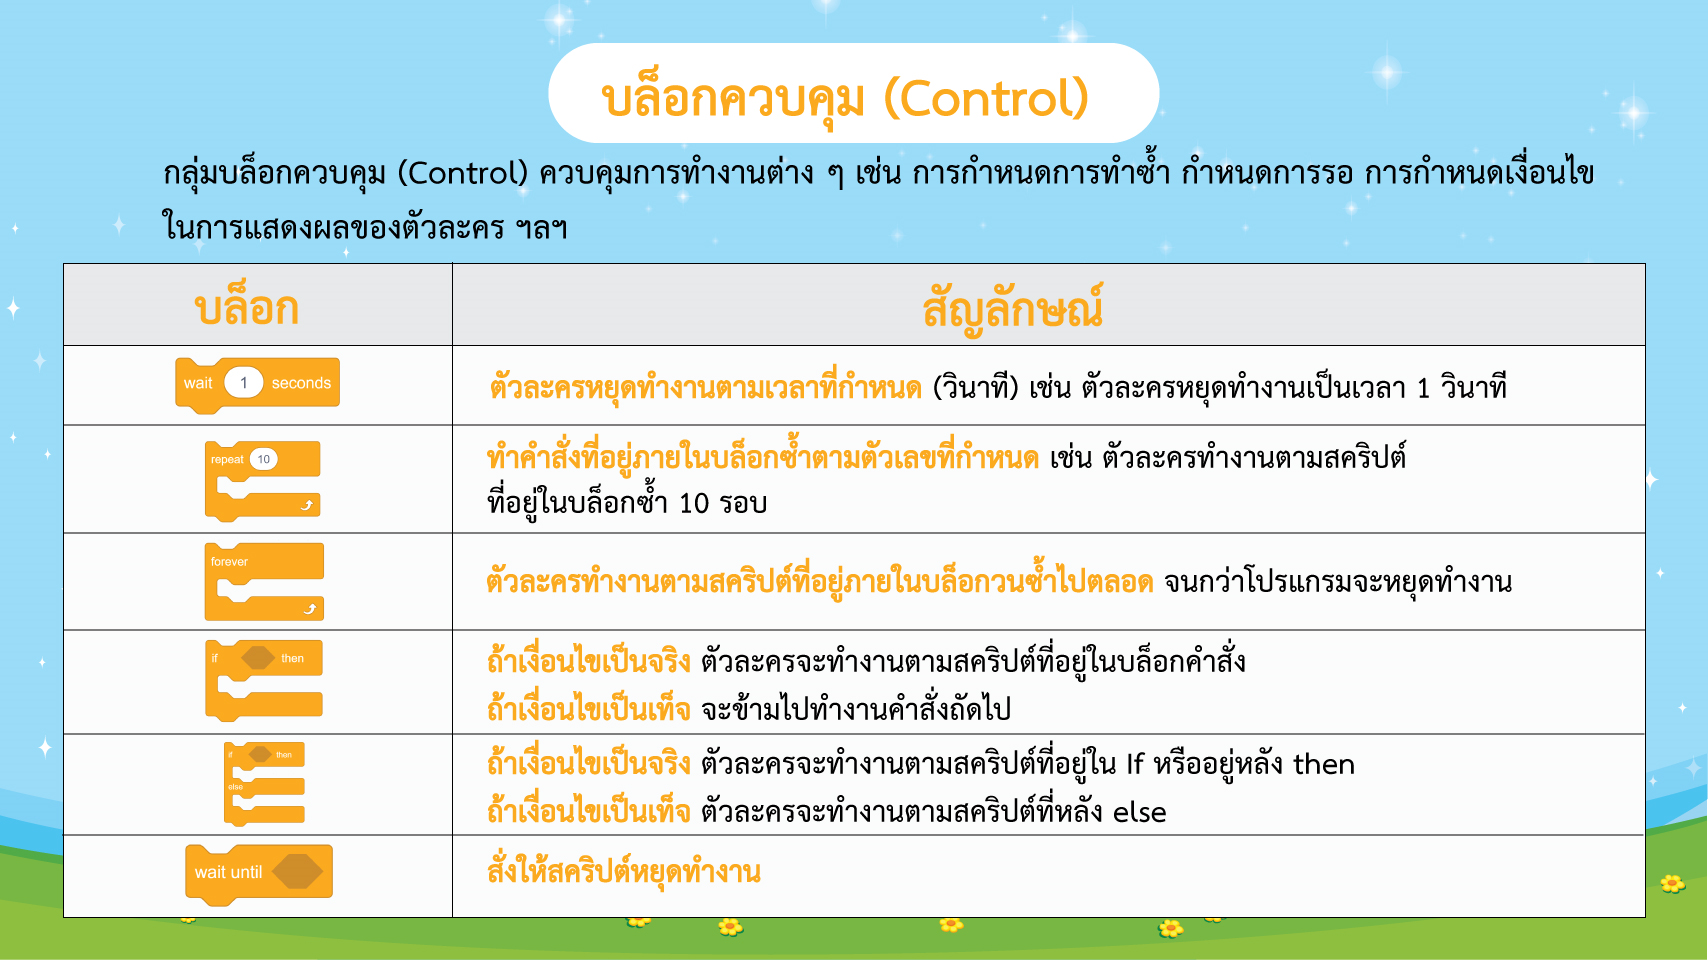 บล็อกควบคุม (Control)
กลุ่มบล็อกควบคุม (Control) ควบคุมการทำงานต่าง ๆ เช่น การกำหนดการทำซ้ำ กำหนดการรอ การกำหนดเงื่อนไข
ในการแสดงผลของตัวละคร ฯลฯ
บล็อก
สัญลักษณ์
wait 1 seconds
ตัวละครหยุดทำงานตามเวลาที่กำหนด (วินาที) เช่น ตัวละครหยุดทำงานเป็นเวลา 1 วินาที
repeat 10
ทำคำสั่งที่อยู่ภายในบล็อกซ้ำตามตัวเลขที่กำหนด เช่น ตัวละครทำงานตามสคริปต์
ที่อยู่ในบล็อกซ้ำ 10 รอบ
forever
ตัวละครทำงานตามสคริปต์ที่อยู่ภายในบล็อกวนซ้ำไปตลอด จนกว่าโปรแกรมจะหยุดทำงาน
if then
ถ้าเงื่อนไขเป็นจริง ตัวละครจะทำงานตามสคริปต์ที่อยู่ในบล็อกคำสั่ง
ถ้าเงื่อนไขเป็นเท็จ จะข้ามไปทำงานคำสั่งถัดไป
if then
else
ถ้าเงื่อนไขเป็นจริง ตัวละครจะทำงานตามสคริปต์ที่อยู่ใน If หรืออยู่หลัง then
ถ้าเงื่อนไขเป็นเท็จ ตัวละครจะทำงานตามสคริปต์ที่หลัง else
wait until
สั่งให้สคริปต์หยุดทำงาน